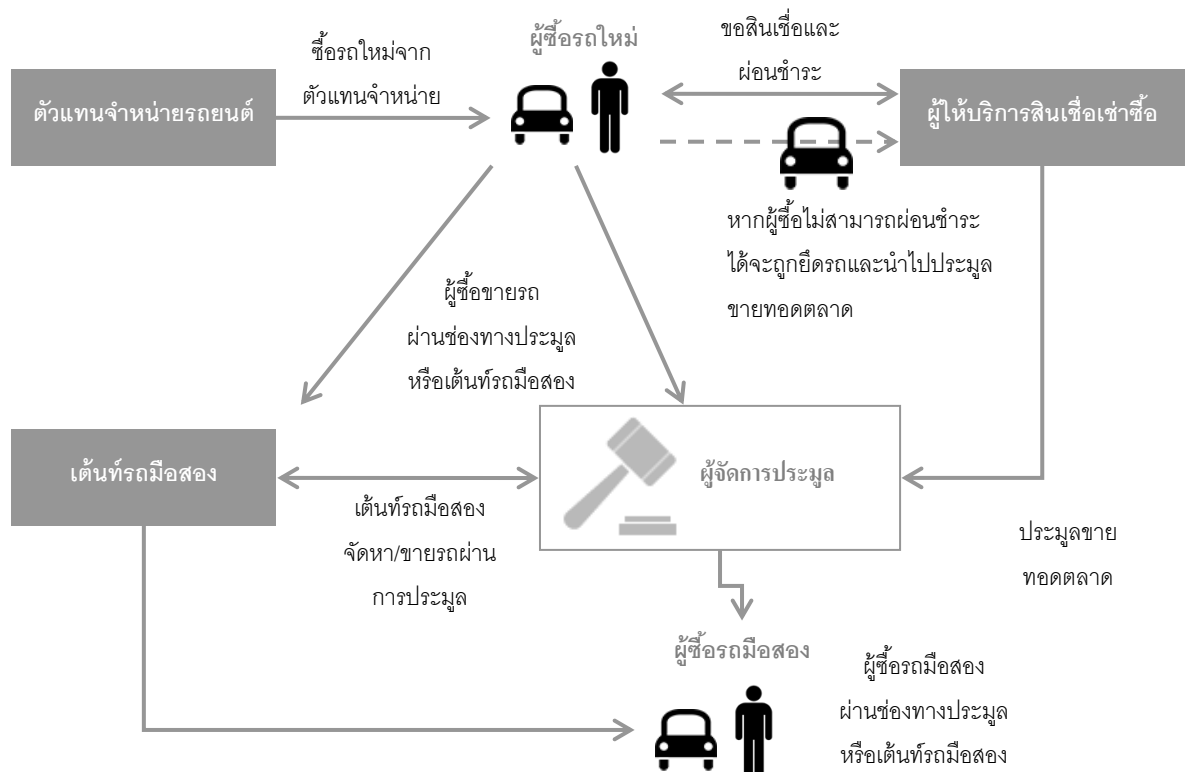 ผู้ซื้อรถใหม่
ซื้อรถใหม่จาก
ตัวแทนจำหน่าย
ขอสินเชื่อและ
ผ่อนชำระ
ตัวแทนจำหน่ายรถยนต์
ผู้ให้บริการสินเชื่อเช่าซื้อ
หากผู้ซื้อไม่สามารถผ่อนชำระ
ได้จะถูกยึดรถและนำไปประมูล
ขายทอดตลาด
ผู้ซื้อขายรถ
ผ่านช่องทางประมูล
หรือเต้นท์รถมือสอง
เต้นท์รถมือสอง
ผู้จัดการประมูล
เต้นท์รถมือสอง
จัดหา/ขายรถผ่าน
การประมูล
ประมูลขาย
ทอดตลาด
ผู้ซื้อรถมือสอง
ผู้ซื้อรถมือสอง
ผ่านช่องทางประมูล
หรือเต้นท์รถมือสอง